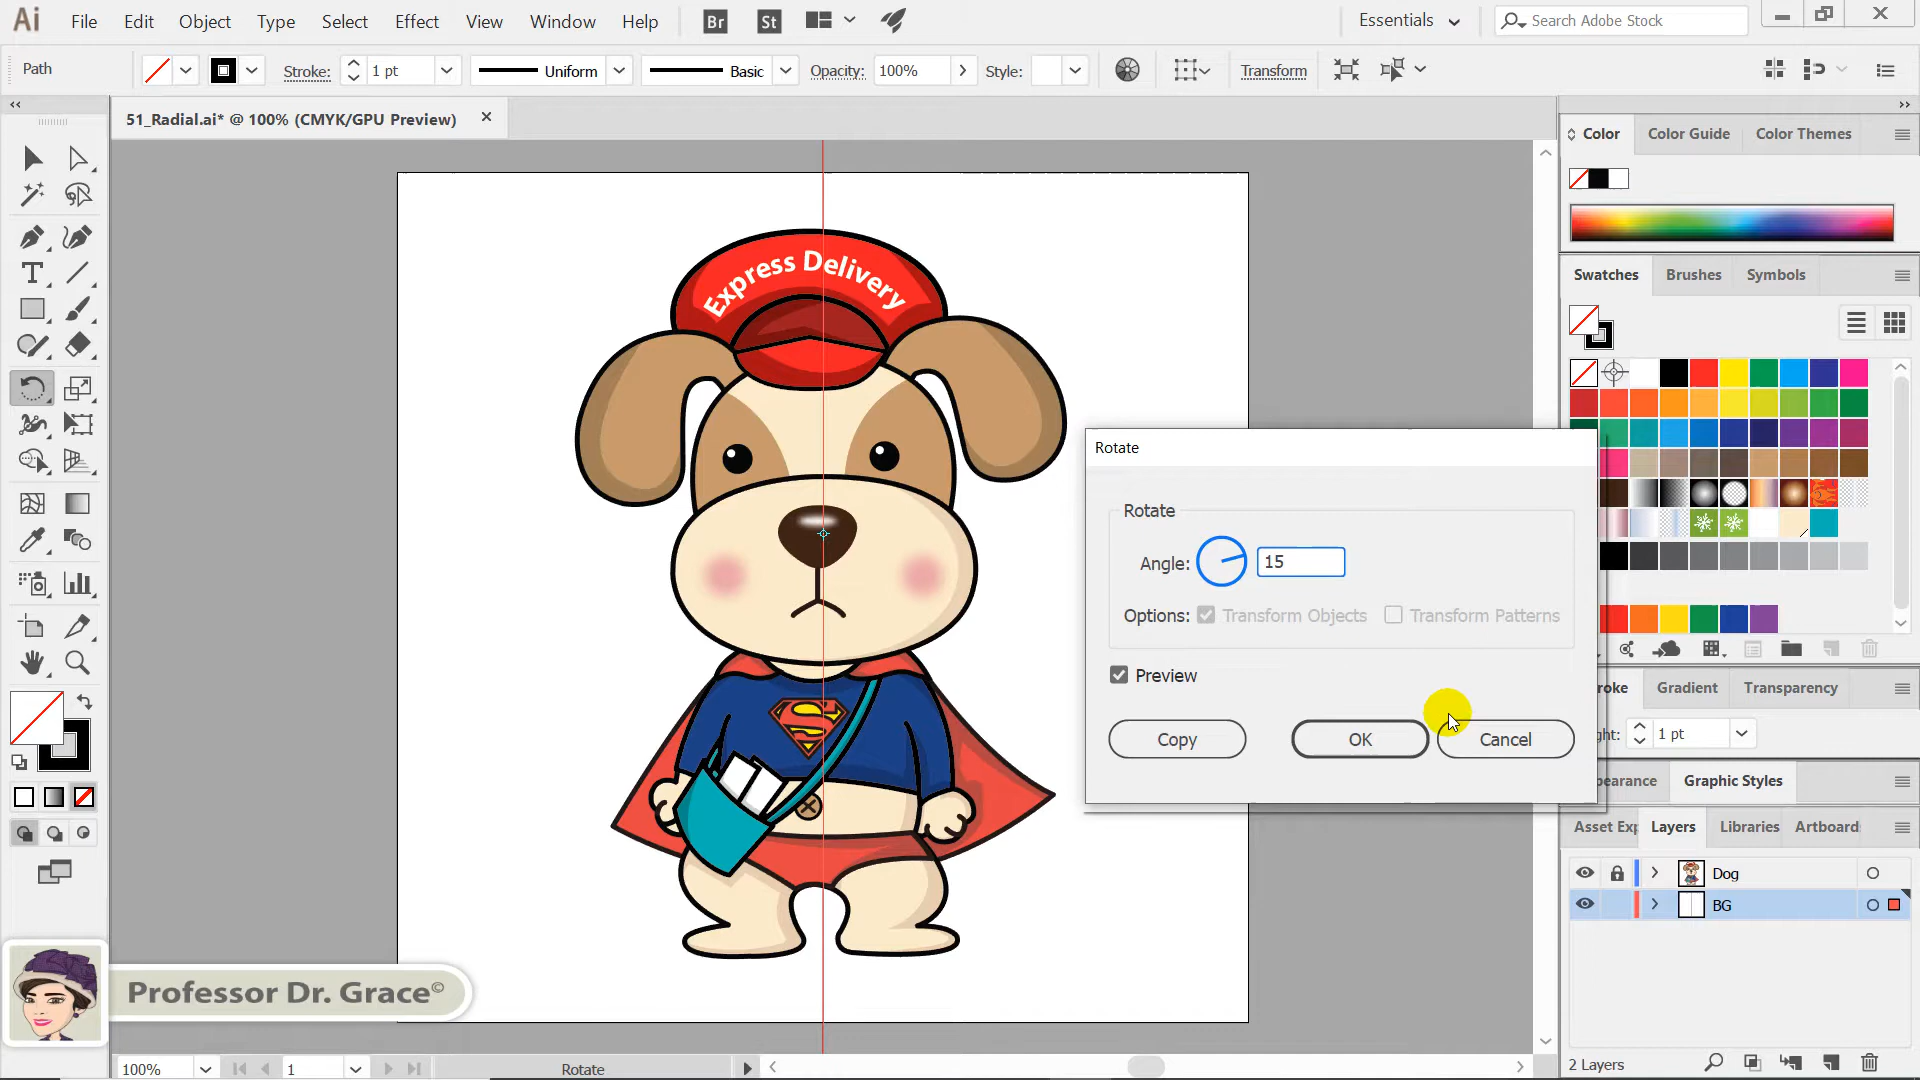 Ai File Edit Object Type Select Effect View Window Help Br St Essentials Search Adobe Stock
Path Stroke: 1 pt Uniform Basic Opacity: 100% Style: Transform
51_Radial.ai* @ 100% (CMYK/GPU Preview)
Color Color Guide Color Themes
Swatches Brushes Symbols
Express Delivery
Rotate
Rotate
Angle: 15
Options: Transform Objects Transform Patterns
Preview
Copy OK Cancel
S
roke Gradient Transparency
ght: 1 pt
pearance Graphic Styles
Asset Exp Layers Libraries Artboard
Dog
BG
Professor Dr. Grace©
2 Layers
100% 1 Rotate